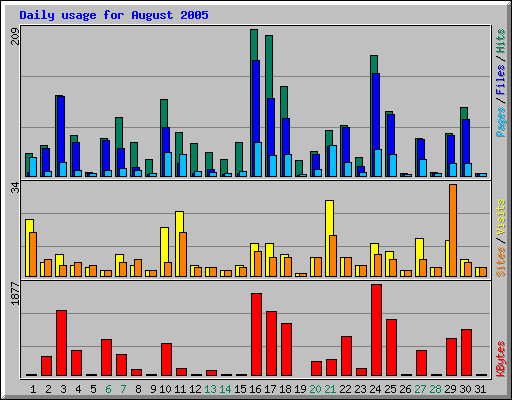 Daily usage for August 2005
209
Pages / Files / Hits
34
Sites / Visits
1877
KBytes
1 2 3 4 5 6 7 8 9 10 11 12 13 14 15 16 17 18 19 20 21 22 23 24 25 26 27 28 29 30 31